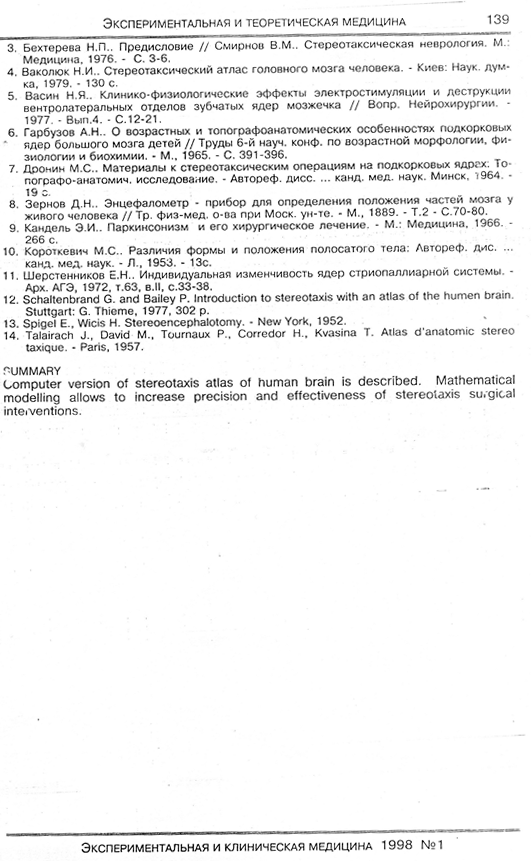 ЭКСПЕРИМЕНТАЛЬНАЯ И ТЕОРЕТИЧЕСКАЯ МЕДИЦИНА 139
3. Бехтерева Н.П.. Предисловие // Смирнов В.М.. Стереотаксическая неврология. М.:
Медицина, 1976. - С. 3-6.
4. Ваколюк Н.И.. Стереотаксический атлас головного мозга человека. - Киев: Наук. дум-
ка, 1979. - 130 с.
5. Васин Н.Я.. Клинико-физиологические эффекты электростимуляции и деструкции
вентролатеральных отделов зубчатых ядер мозжечка // Вопр. Нейрохирургии. -
1977. - Вып.4. - С.12-21.
6. Гарбузов А.Н.. О возрастных и топографоанатомических особенностях подкорковых
ядер большого мозга детей // Труды 6-й науч. конф. по возрастной морфологии, фи-
зиологии и биохимии. - М., 1965. - С. 391-396.
7. Дронин М.С.. Материалы к стереотаксическим операциям на подкорковых ядрах: То-
пографо-анатомич. исследование. - Автореф. дисс. ... канд. мед. наук. Минск, 1964. -
19 с.
8. Зернов Д.Н.. Энцефалометр - прибор для определения положения частей мозга у
живого человека // Тр. физ-мед. о-ва при Моск. ун-те. - М., 1889. - Т.2 - С.70-80.
9. Кандель Э.И.. Паркинсонизм и его хирургическое лечение. - М.: Медицина, 1966. -
266 с.
10. Короткевич М.С.. Различия формы и положения полосатого тела: Автореф. дис. ...
канд. мед. наук. - Л., 1953. - 13с.
11. Шерстенников Е.Н.. Индивидуальная изменчивость ядер стриопаллиарной системы. -
Арх. АГЭ, 1972, т.63, в.II, с.33-38.
12. Schaltenbrand G. and Bailey P. Introduction to stereotaxis with an atlas of the human brain.
Stuttgart: G. Thieme, 1977, 302 p.
13. Spigel E., Wicis H. Stereoencephalotomy. - New York, 1952.
14. Talairach J., David M., Tournaux P., Corredor H., Kvasina T. Atlas d'anatomic stereo
taxique. - Paris, 1957.
SUMMARY
Computer version of stereotaxis atlas of human brain is described. Mathematical
modelling allows to increase precision and effectiveness of stereotaxis surgical
interventions.
ЭКСПЕРИМЕНТАЛЬНАЯ И КЛИНИЧЕСКАЯ МЕДИЦИНА 1998 №1